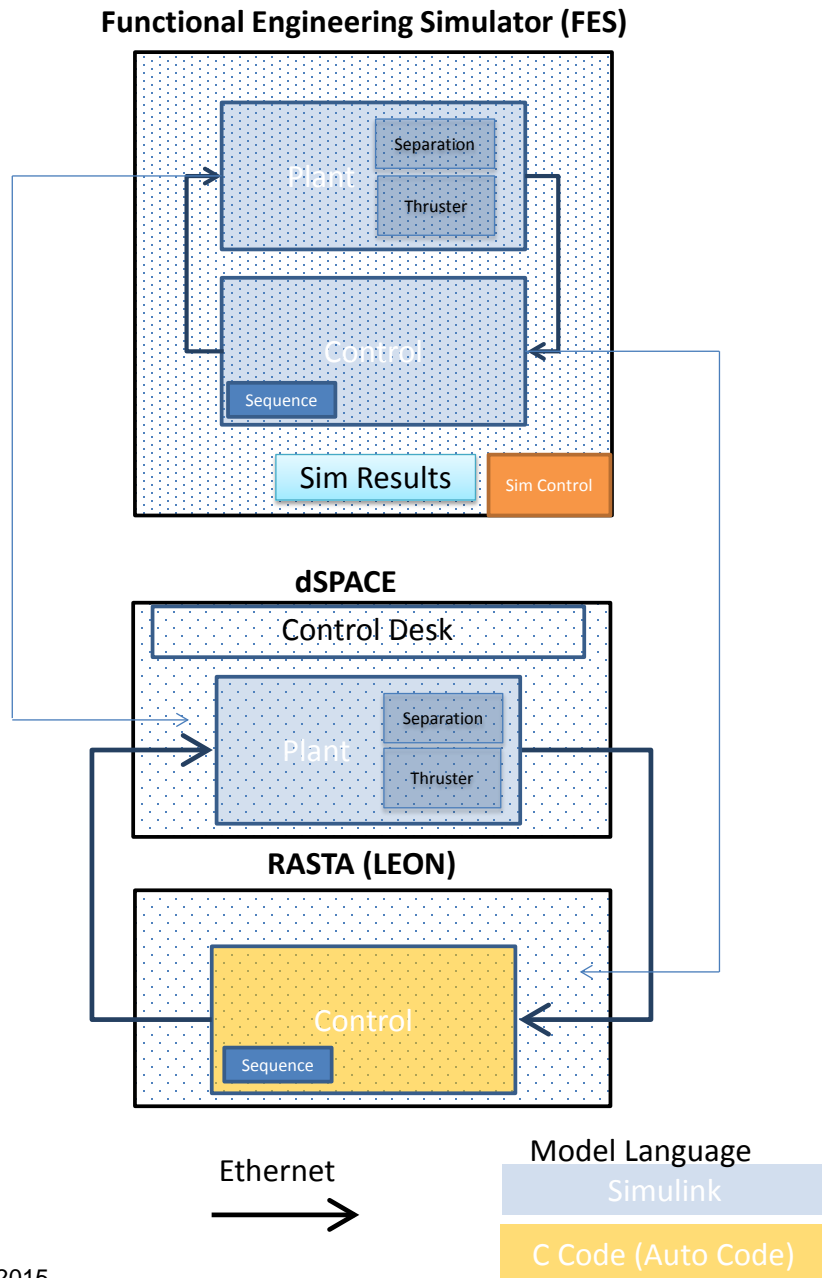 Functional Engineering Simulator (FES)
Separation
Plant
Thruster
Control
Sequence
Sim Results
Sim Control
dSPACE
Control Desk
Separation
Plant
Thruster
RASTA (LEON)
Control
Sequence
Ethernet
Model Language
Simulink
C Code (Auto Code)
2015